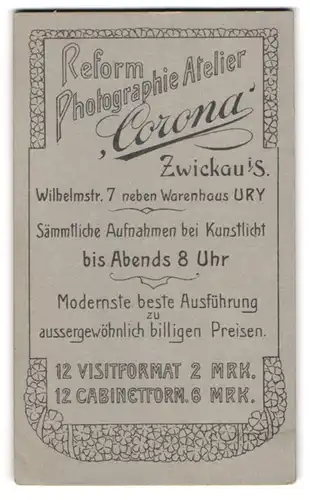 Reform
Photographie Atelier
„Corona“
Zwickau i/S.
Wilhelmstr. 7 neben Warenhaus URY
Sämmtliche Aufnahmen bei Kunstlicht
bis Abends 8 Uhr
Modernste beste Ausführung
zu
aussergewöhnlich billigen Preisen.
12 VISITFORMAT 2 MRK.
12 CABINETFORM. 6 MRK.